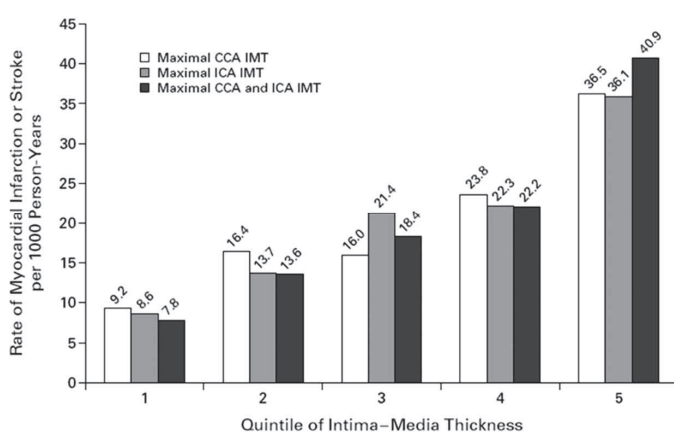 Rate of Myocardial Infarction or Stroke
per 1000 Person-Years
45
40
35
30
25
20
15
10
5
0
Maximal CCA IMT
Maximal ICA IMT
Maximal CCA and ICA IMT
9.2 8.6 7.8
16.4 13.7 13.6
16.0 21.4 18.4
23.8 22.3 22.2
36.5 36.1 40.9
1 2 3 4 5
Quintile of Intima–Media Thickness